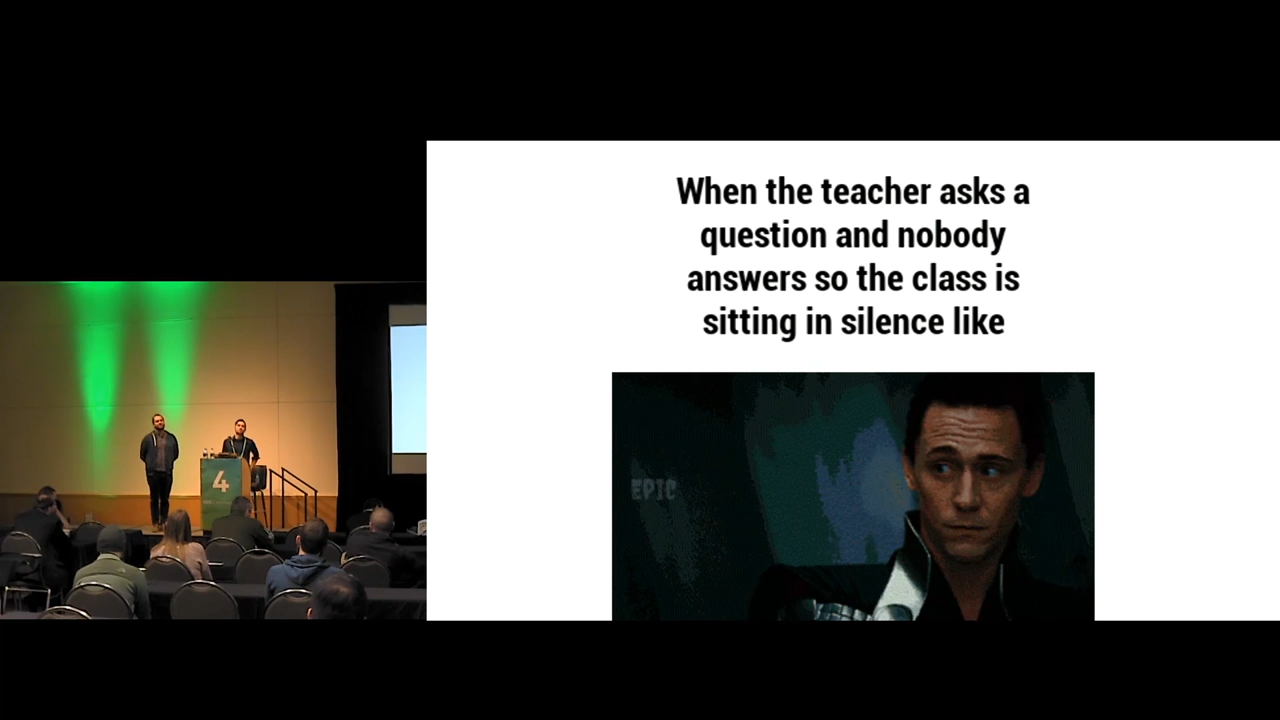 When the teacher asks a
question and nobody
answers so the class is
sitting in silence like
EPIC
4